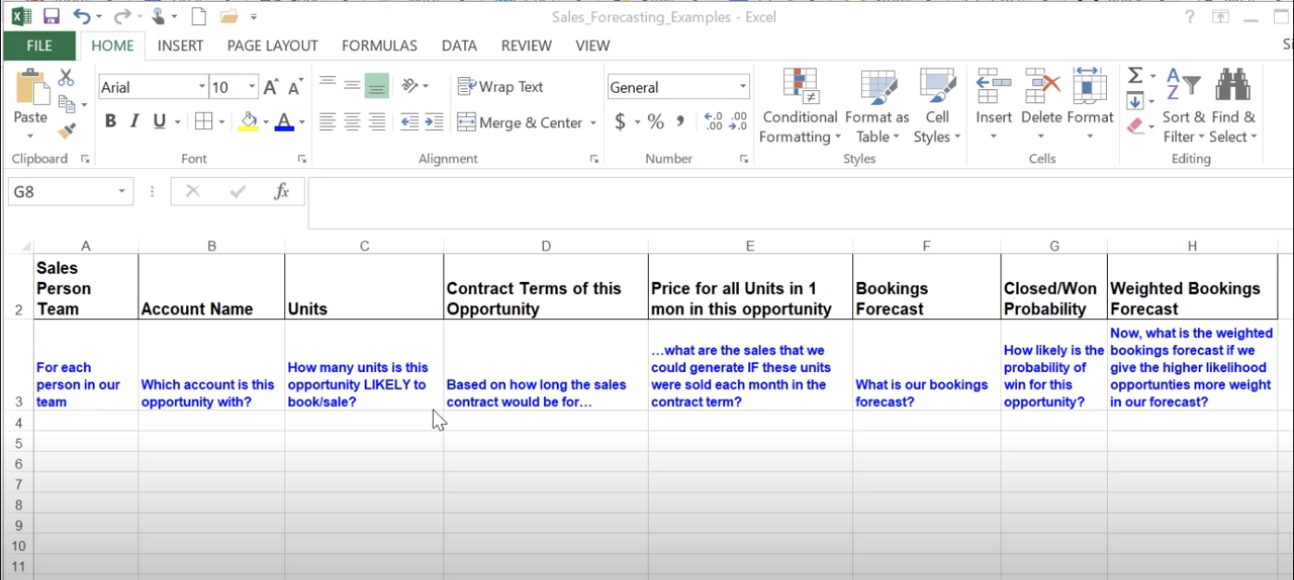 Sales_Forecasting_Examples - Excel
?
FILE HOME INSERT PAGE LAYOUT FORMULAS DATA REVIEW VIEW
Arial 10 A A Wrap Text General
Paste B I U A Merge & Center $ % , .00 .00 Conditional Formatting Format as Table Cell Styles Insert Delete Format Sort & Filter Find & Select
Clipboard Font Alignment Number Styles Cells Editing
G8 fx
A B C D E F G H
Sales
Person Contract Terms of this Price for all Units in 1 Bookings Closed/Won Weighted Bookings
2 Team Account Name Units Opportunity mon in this opportunity Forecast Probability Forecast
Now, what is the weighted
…what are the sales that we How likely is the bookings forecast if we
For each How many units is this could generate IF these units probability of give the higher likelihood
person in our Which account is this opportunity LIKELY to Based on how long the sales were sold each month in the What is our bookings win for this opportunties more weight
3 team opportunity with? book/sale? contract would be for… contract term? forecast? opportunity? in our forecast?
4
5
6
7
8
9
10
11